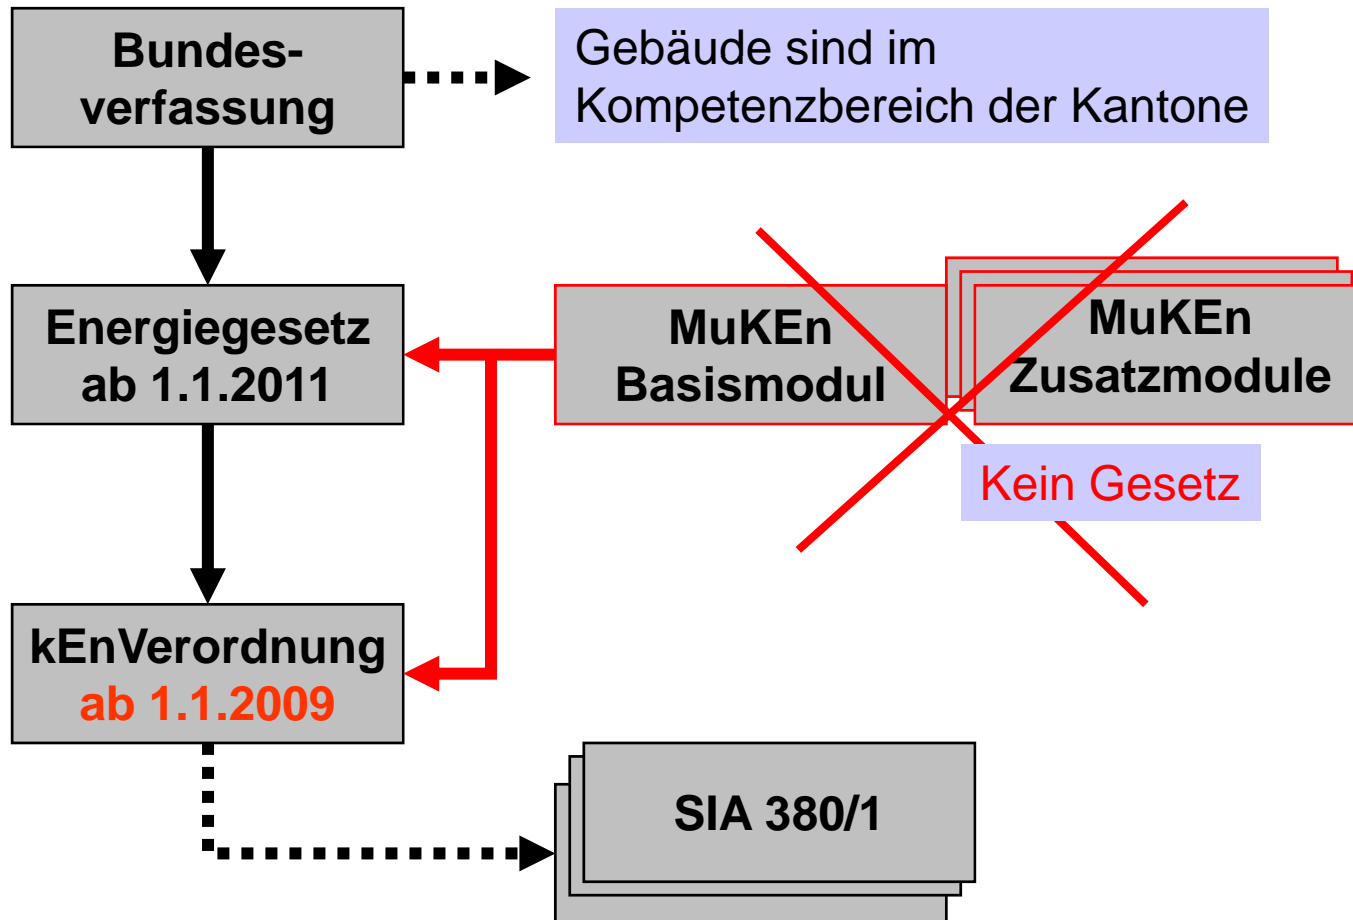 Bundes-
verfassung
Gebäude sind im
Kompetenzbereich der Kantone
Energiegesetz
ab 1.1.2011
MuKEn
Basismodul
MuKEn
Zusatzmodule
Kein Gesetz
kEnVerordnung
ab 1.1.2009
SIA 380/1